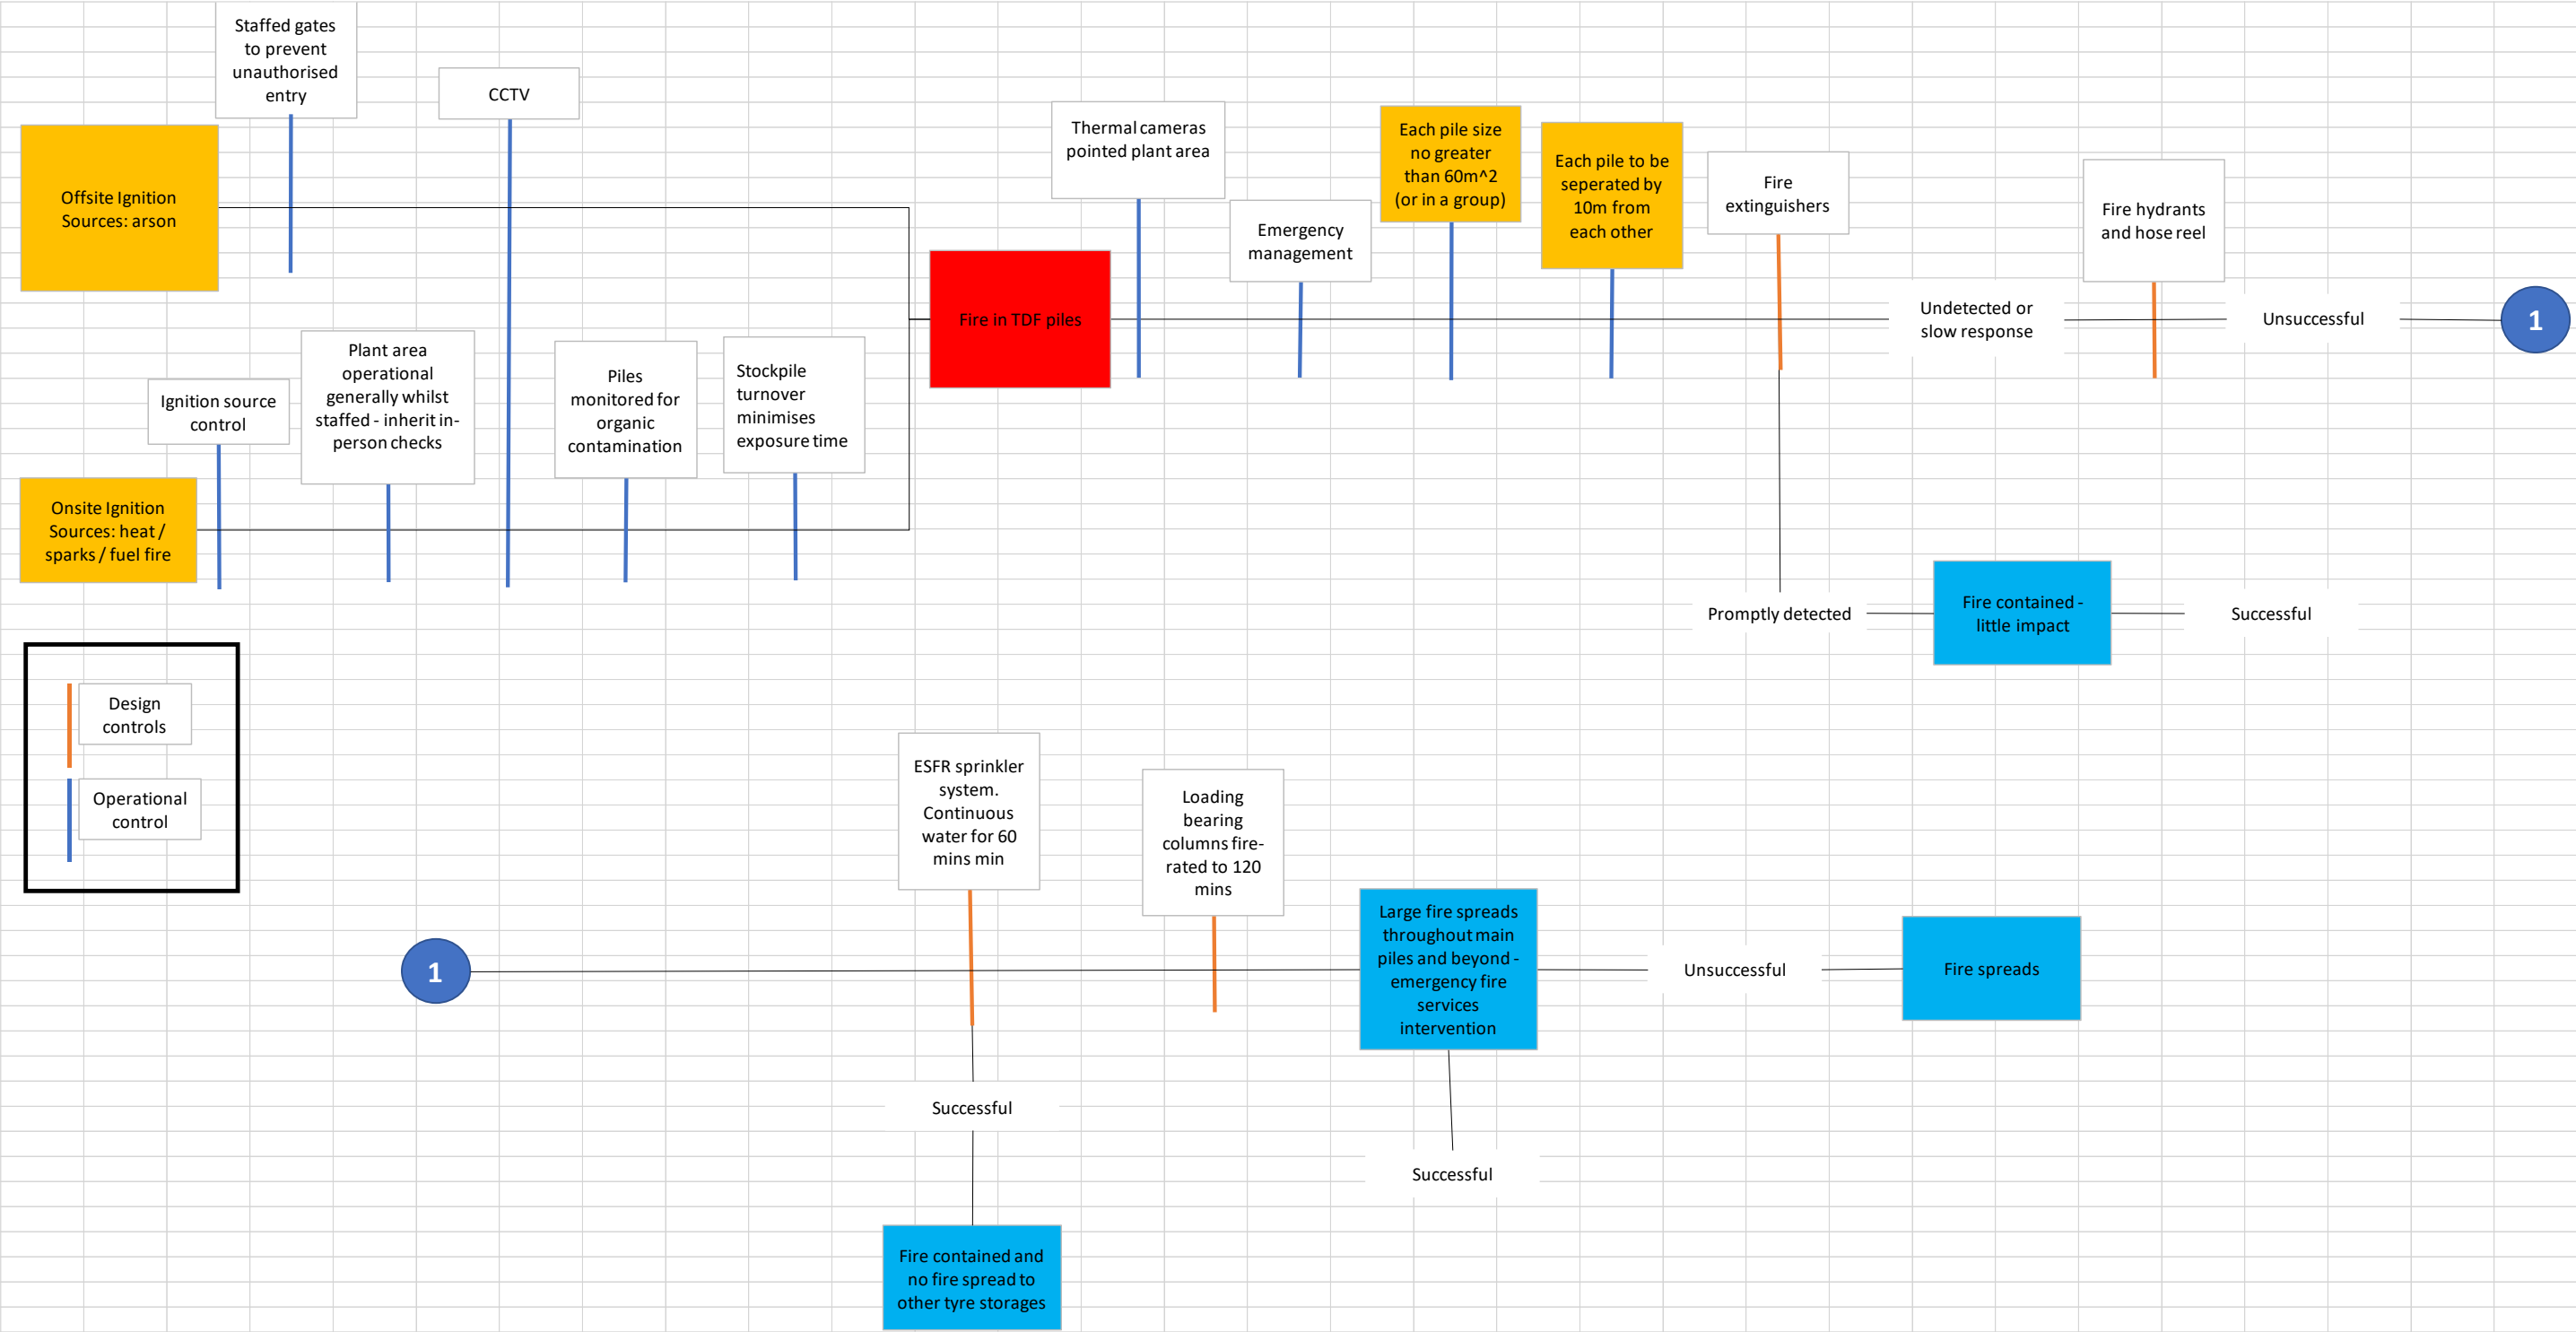 Staffed gates
to prevent
unauthorised
entry
CCTV
Offsite Ignition
Sources: arson
Thermal cameras
pointed plant area
Emergency
management
Each pile size
no greater
than 60m^2
(or in a group)
Each pile to be
seperated by
10m from
each other
Fire
extinguishers
Fire hydrants
and hose reel
Fire in TDF piles
Undetected or
slow response
Unsuccessful
1
Ignition source
control
Plant area
operational
generally whilst
staffed - inherit in-
person checks
Piles
monitored for
organic
contamination
Stockpile
turnover
minimises
exposure time
Onsite Ignition
Sources: heat /
sparks / fuel fire
Promptly detected
Fire contained -
little impact
Successful
Design
controls
Operational
control
ESFR sprinkler
system.
Continuous
water for 60
mins min
Loading
bearing
columns fire-
rated to 120
mins
1
Large fire spreads
throughout main
piles and beyond -
emergency fire
services
intervention
Unsuccessful
Fire spreads
Successful
Successful
Fire contained and
no fire spread to
other tyre storages